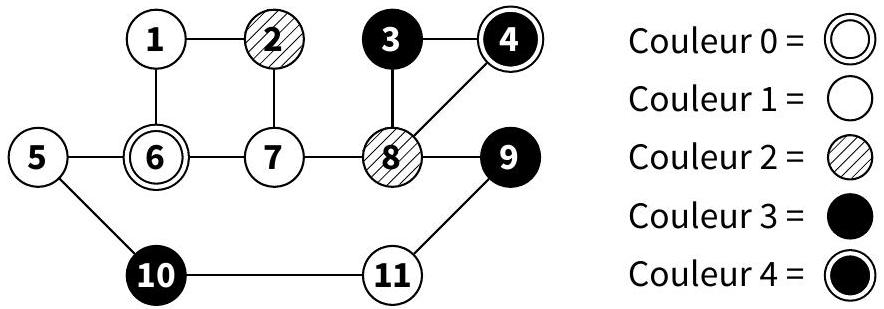 1 2 3 4 Couleur 0 =
Couleur 1 =
5 6 7 8 9 Couleur 2 =
Couleur 3 =
10 11 Couleur 4 =